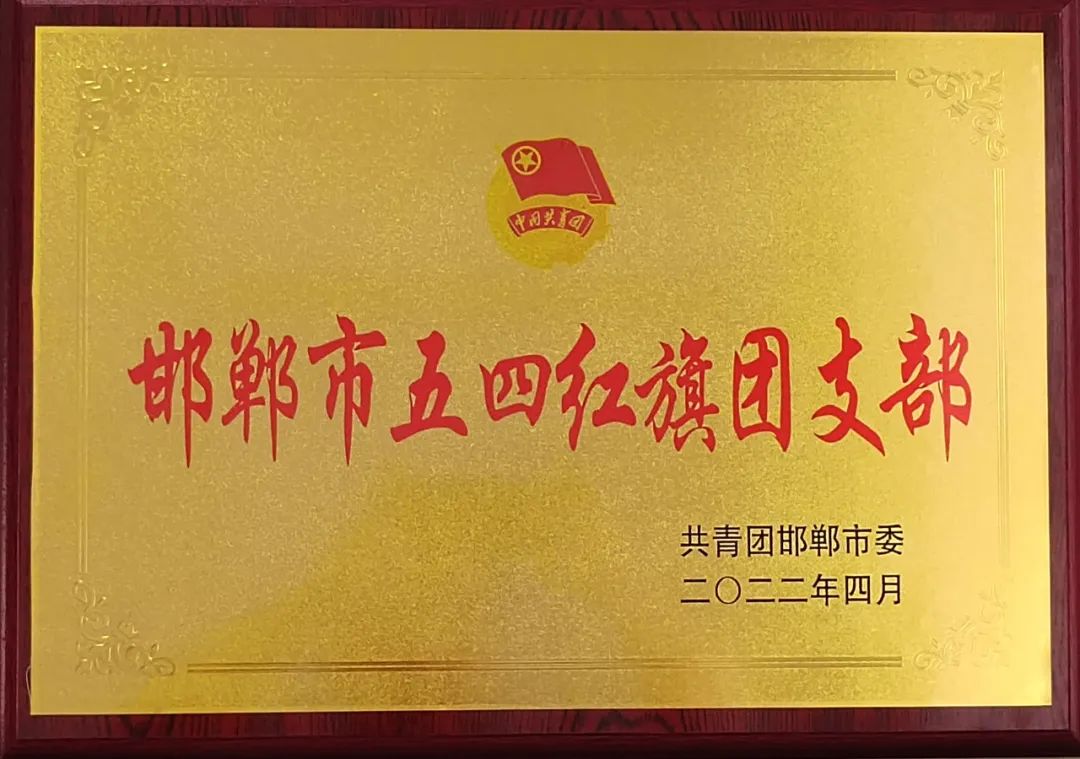 中国共青团
邯郸市五四红旗团支部
共青团邯郸市委
二〇二二年四月